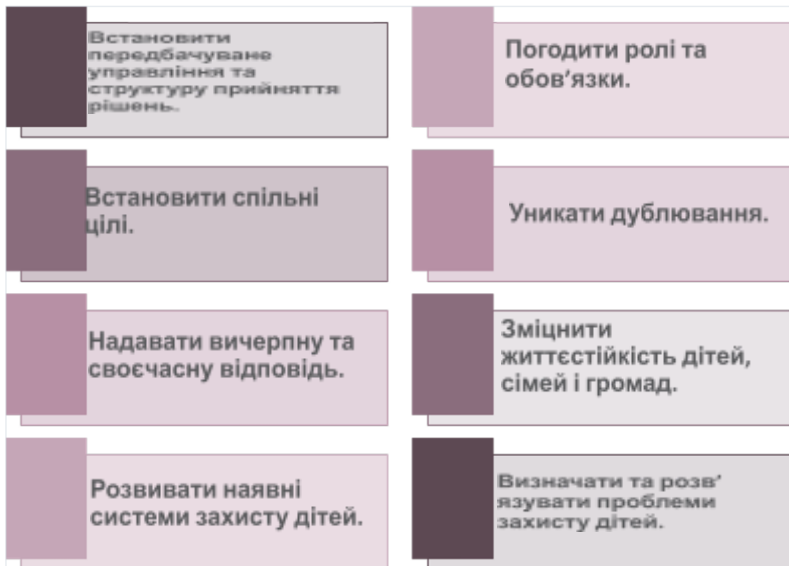 Встановити
передбачуване
управління та
структуру прийняття
рішень.
Погодити ролі та
обов’язки.
Встановити спільні
цілі.
Уникати дублювання.
Надавати вичерпну та
своєчасну відповідь.
Зміцнити
життєстійкість дітей,
сімей і громад.
Розвивати наявні
системи захисту дітей.
Визначати та розв’
язувати проблеми
захисту дітей.